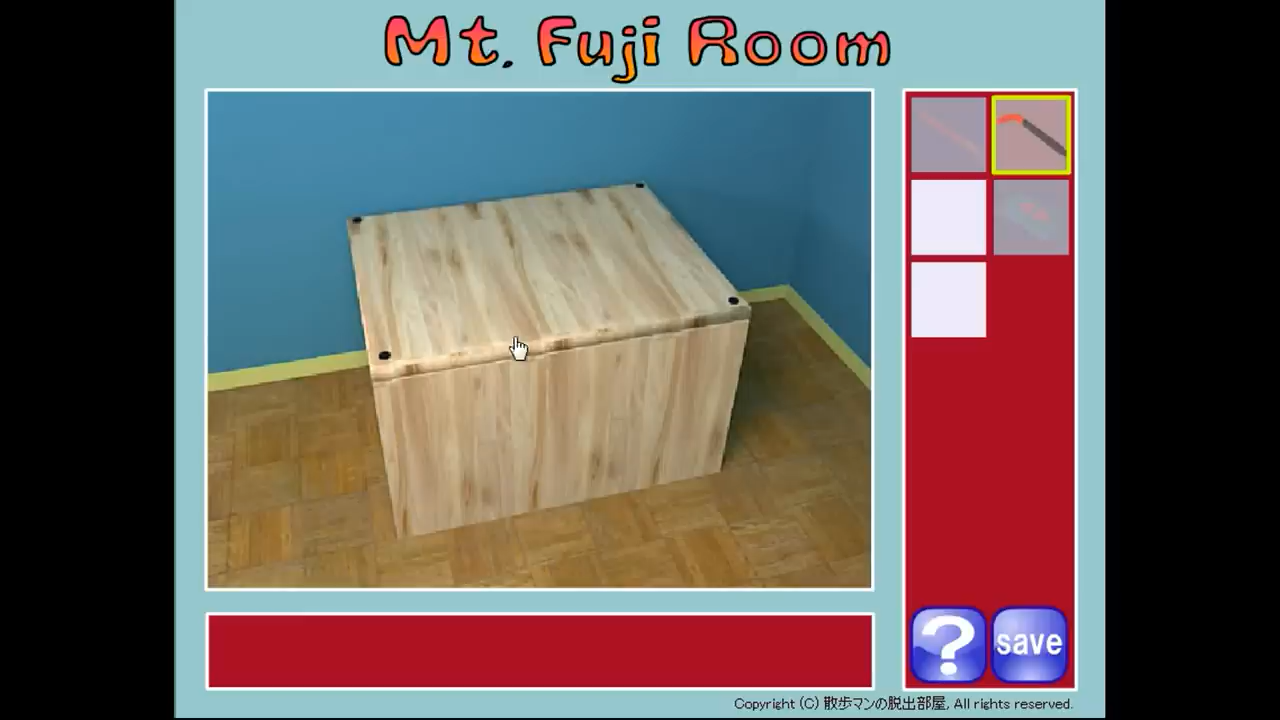 Mt. Fuji Room
?
save
Copyright (C) 散歩マンの脱出部屋, All rights reserved.